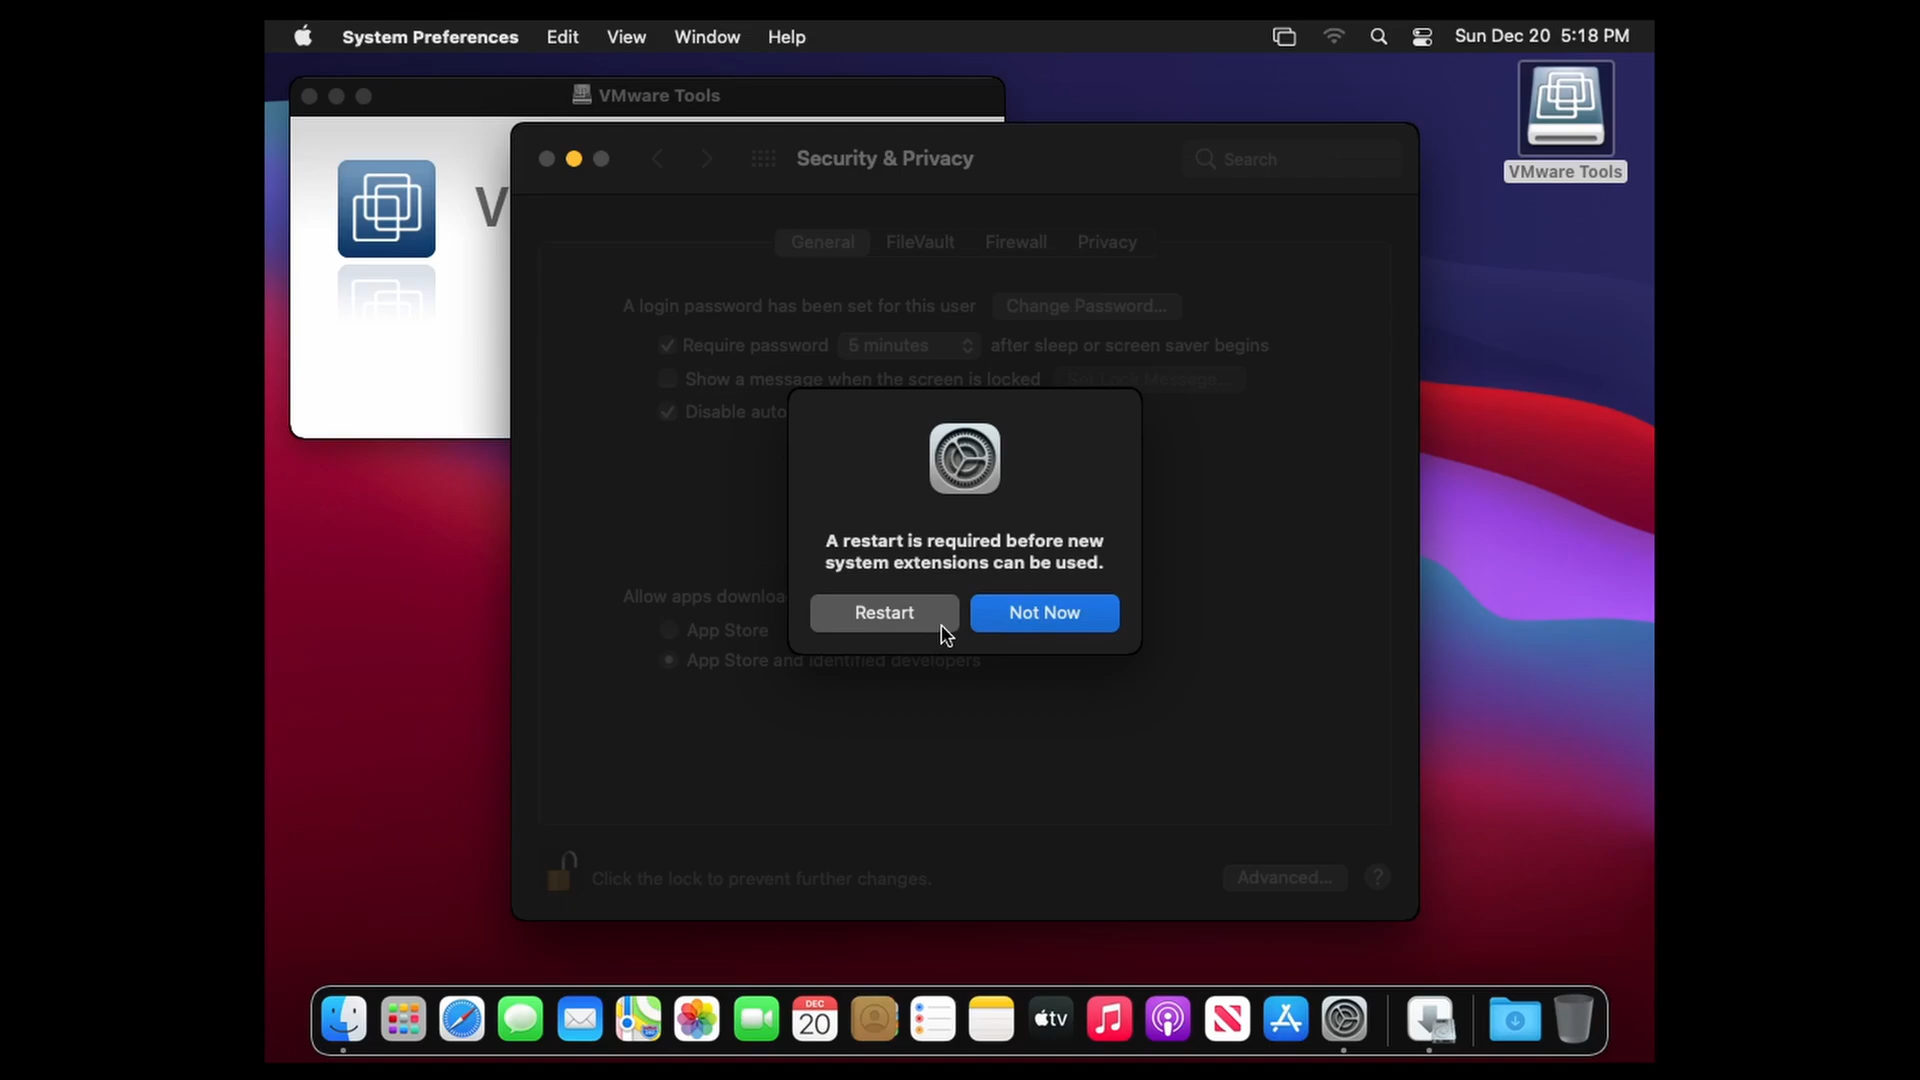 System Preferences Edit View Window Help Sun Dec 20 5:18 PM
VMware Tools
VMware Tools
V
Security & Privacy
Search
General FileVault Firewall Privacy
A login password has been set for this user Change Password...
Require password 5 minutes after sleep or screen saver begins
Show a message when the screen is locked Set Lock Message...
Disable auto
A restart is required before new
system extensions can be used.
Restart Not Now
Allow apps downloa
App Store
App Store and identified developers
Click the lock to prevent further changes.
Advanced... ?
DEC
20
tv